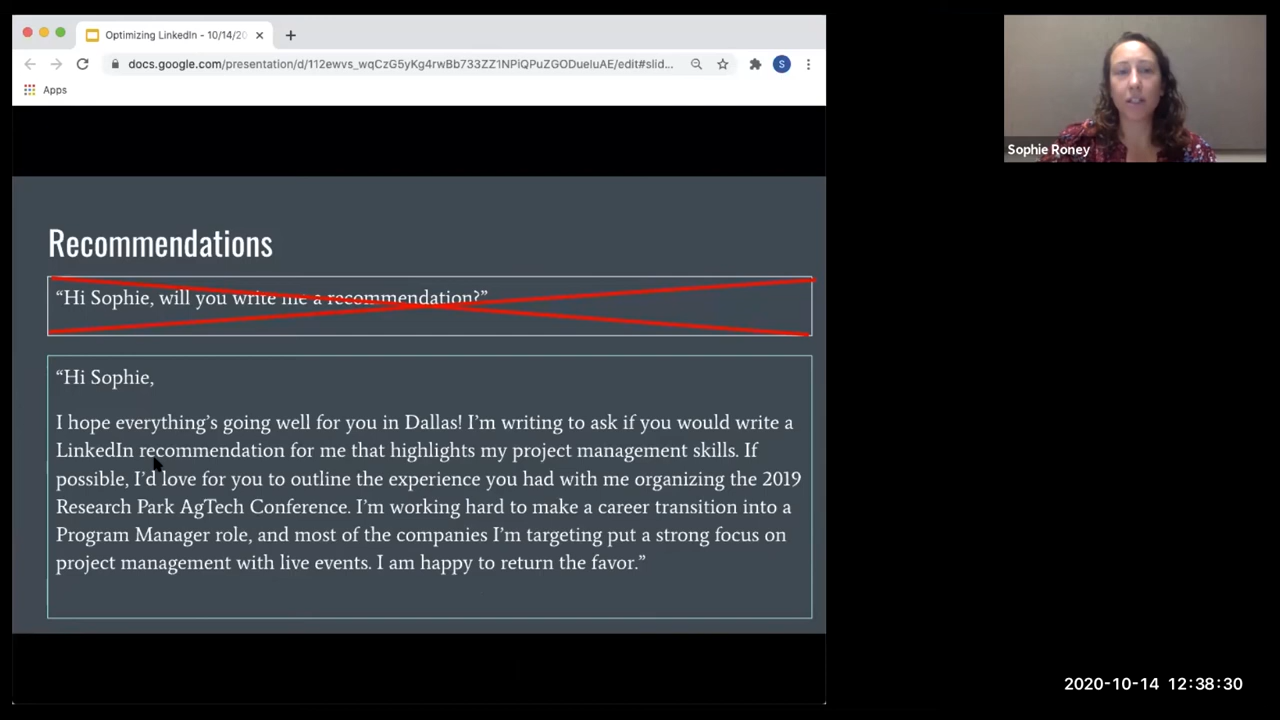 Optimizing LinkedIn - 10/14/20
docs.google.com/presentation/d/112ewvs_wqCzG5yKg4rwBb733ZZ1NPiQPuZGODueluAE/edit#slid...
S
Apps
Sophie Roney
Recommendations
“Hi Sophie, will you write me a recommendation?”
“Hi Sophie,
I hope everything’s going well for you in Dallas! I’m writing to ask if you would write a
LinkedIn recommendation for me that highlights my project management skills. If
possible, I’d love for you to outline the experience you had with me organizing the 2019
Research Park AgTech Conference. I’m working hard to make a career transition into a
Program Manager role, and most of the companies I’m targeting put a strong focus on
project management with live events. I am happy to return the favor.”
2020-10-14 12:38:30